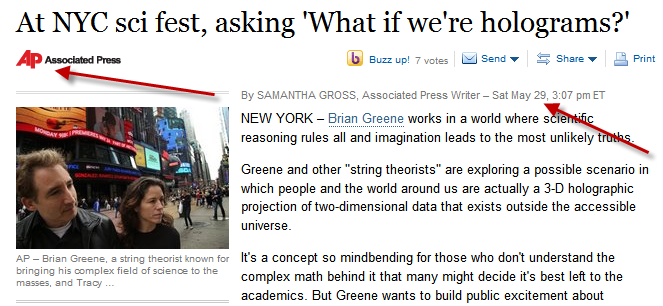 At NYC sci fest, asking 'What if we're holograms?'
AP Associated Press
Buzz up! 7 votes
Send
Share
Print
By SAMANTHA GROSS, Associated Press Writer – Sat May 29, 3:07 pm ET
NEW YORK – Brian Greene works in a world where scientific
reasoning rules all and imagination leads to the most unlikely truths.
Greene and other "string theorists" are exploring a possible scenario in
which people and the world around us are actually a 3-D holographic
projection of two-dimensional data that exists outside the accessible
universe.
It's a concept so mindbending for those who don't understand the
complex math behind it that many might decide it's best left to the
academics. But Greene wants to build public excitement about
AP – Brian Greene, a string theorist known for
bringing his complex field of science to the
masses, and Tracy ...